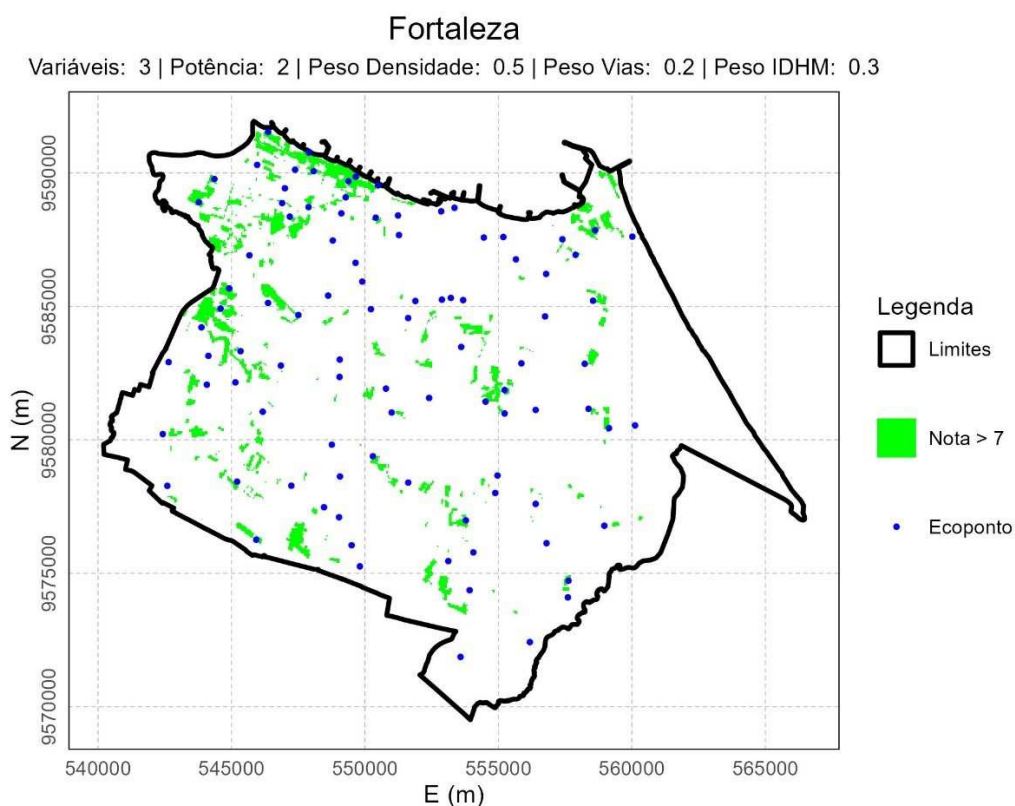 Fortaleza
Variáveis: 3 | Potência: 2 | Peso Densidade: 0.5 | Peso Vias: 0.2 | Peso IDHM: 0.3
N (m)
9590000
9585000
9580000
9575000
9570000
540000 545000 550000 555000 560000 565000
E (m)
Legenda
Limites
Nota > 7
Ecoponto